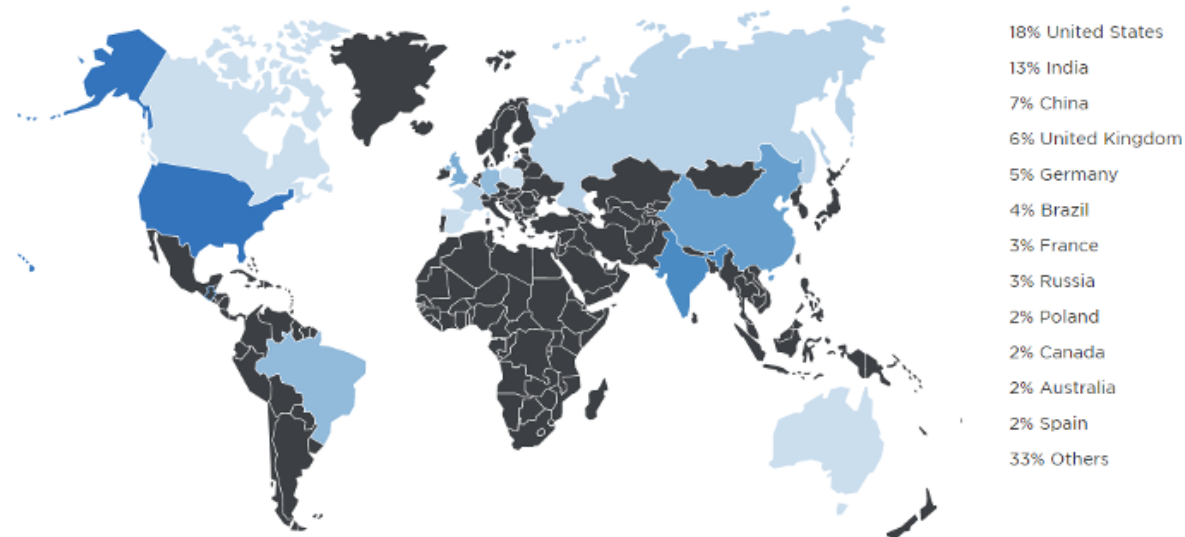 18% United States
13% India
7% China
6% United Kingdom
5% Germany
4% Brazil
3% France
3% Russia
2% Poland
2% Canada
2% Australia
2% Spain
33% Others